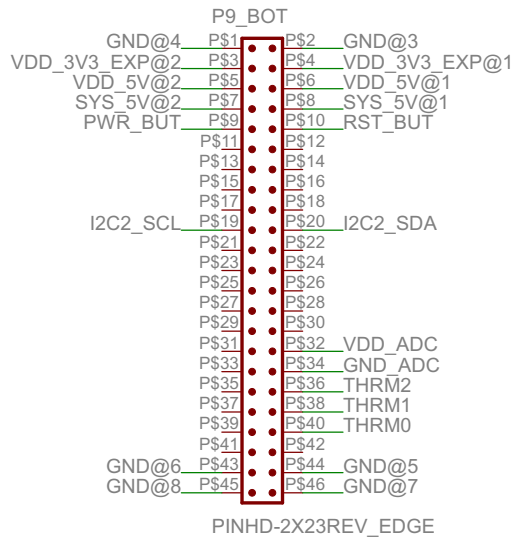 P9_BOT
GND@4 P$1 P$2 GND@3
VDD_3V3_EXP@2 P$3 P$4 VDD_3V3_EXP@1
VDD_5V@2 P$5 P$6 VDD_5V@1
SYS_5V@2 P$7 P$8 SYS_5V@1
PWR_BUT P$9 P$10 RST_BUT
P$11 P$12
P$13 P$14
P$15 P$16
P$17 P$18
I2C2_SCL P$19 P$20 I2C2_SDA
P$21 P$22
P$23 P$24
P$25 P$26
P$27 P$28
P$29 P$30
P$31 P$32 VDD_ADC
P$33 P$34 GND_ADC
P$35 P$36 THRM2
P$37 P$38 THRM1
P$39 P$40 THRM0
P$41 P$42
GND@6 P$43 P$44 GND@5
GND@8 P$45 P$46 GND@7
PINHD-2X23REV_EDGE